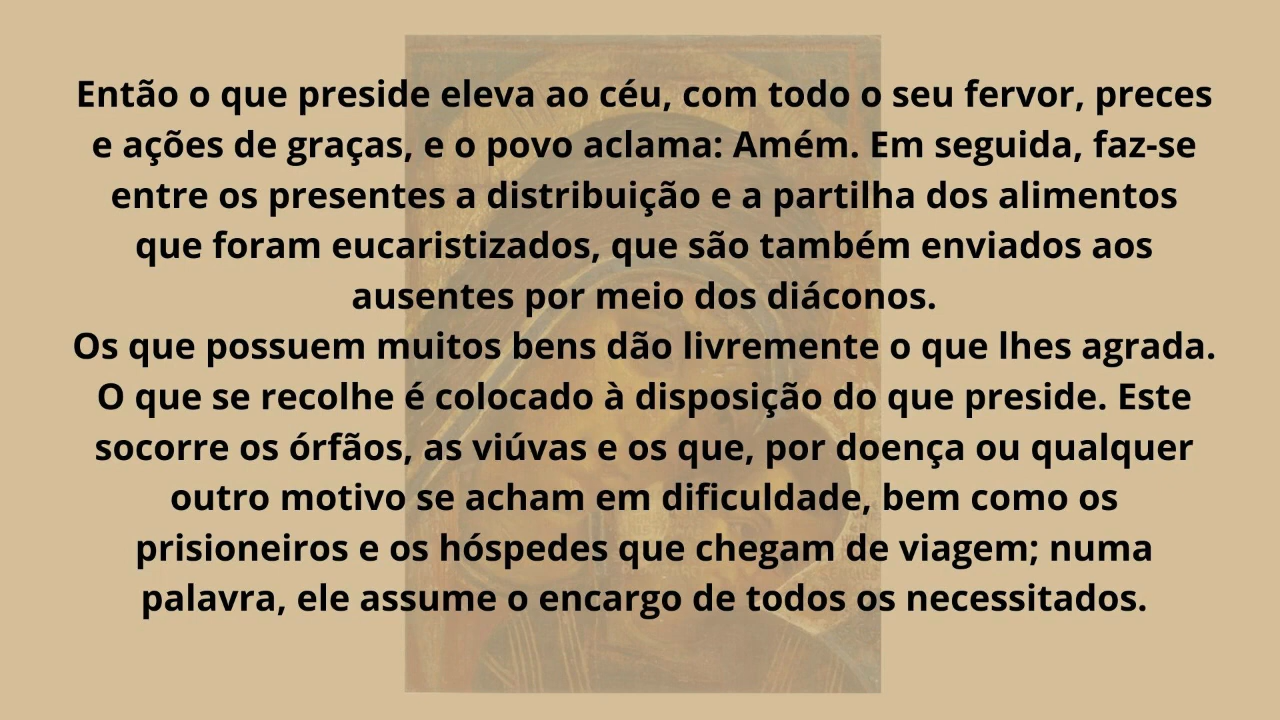 Então o que preside eleva ao céu, com todo o seu fervor, preces
e ações de graças, e o povo aclama: Amém. Em seguida, faz-se
entre os presentes a distribuição e a partilha dos alimentos
que foram eucaristizados, que são também enviados aos
ausentes por meio dos diáconos.
Os que possuem muitos bens dão livremente o que lhes agrada.
O que se recolhe é colocado à disposição do que preside. Este
socorre os órfãos, as viúvas e os que, por doença ou qualquer
outro motivo se acham em dificuldade, bem como os
prisioneiros e os hóspedes que chegam de viagem; numa
palavra, ele assume o encargo de todos os necessitados.